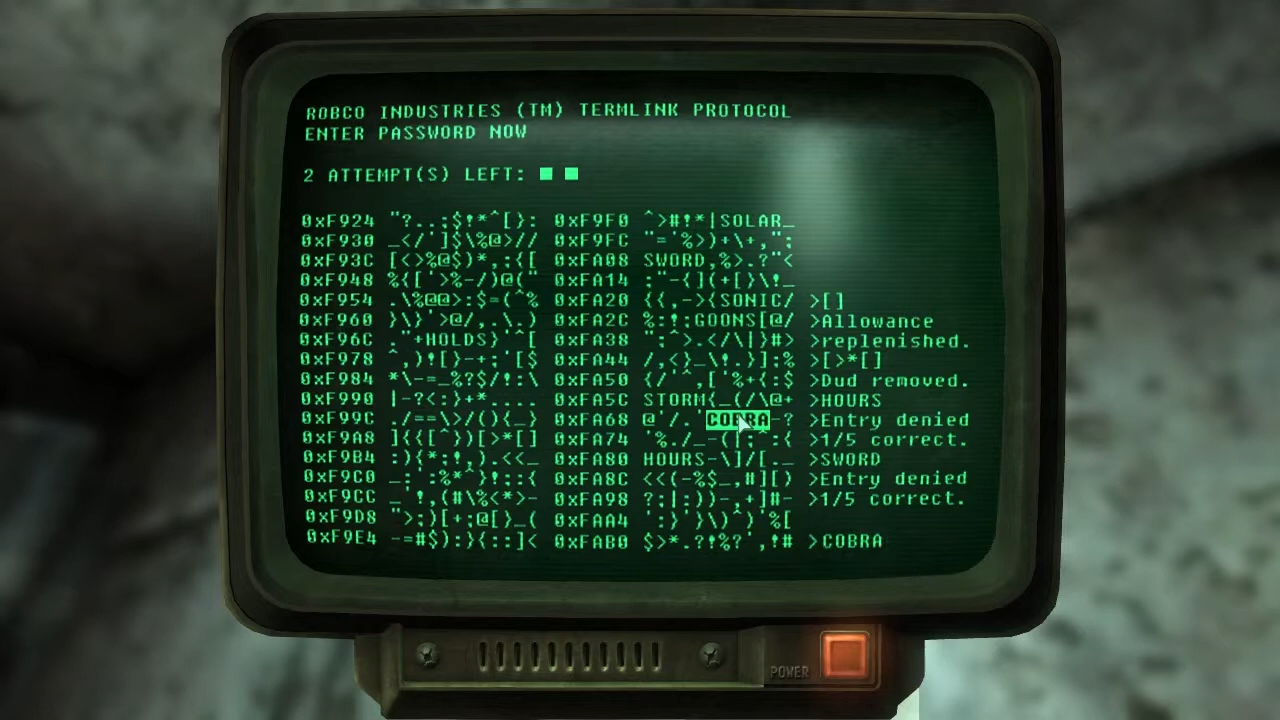 ROBCO INDUSTRIES (TM) TERMLINK PROTOCOL
ENTER PASSWORD NOW
2 ATTEMPT(S) LEFT:
0xF924 "?..;$!*^[}: 0xF9F0 ^>#!*|SOLAR_
0xF930 _</']$\%@>// 0xF9FC "='%>)+\+,";
0xF93C [<>%@$)*,;{[ 0xFA08 SWORD,%>.?"<
0xF948 %{['>%-/)@(" 0xFA14 :"-{](+[}\!_
0xF954 .\%@@>:$=(^% 0xFA20 {(,->{SONIC/ >[]
0xF960 }\}'>@/,.\.) 0xFA2C %:!;GOONS[@/ >Allowance
0xF96C ."+HOLDS}'^[ 0xFA38 ";^>.</\|}#> >replenished.
0xF978 ^,)![}-+;'[$ 0xFA44 /,<}_\!.}];% >[>*[]
0xF984 *\-=_%?$/!:\ 0xFA50 {/'^,['%+{:$ >Dud removed.
0xF990 |-?<:}+*.... 0xFA5C STORM{_(/\@+ >HOURS
0xF99C ./==\>/(){_} 0xFA68 @'/.'COBRA-? >Entry denied
0xF9A8 ]{{[^})[>*[] 0xFA74 '%./_-(|;^:{ >1/5 correct.
0xF9B4 :){*;!,).<<_ 0xFA80 HOURS-\]/[._ >SWORD
0xF9C0 _;':%*^}!;:{ 0xFA8C <<(-%$_,#][) >Entry denied
0xF9CC _'!,(#\%<*>- 0xFA98 ?;|:))-,+]#- >1/5 correct.
0xF9D8 ">;)[+;@[}_( 0xFAA4 ':}'}\)^)'%[
0xF9E4 -=#$):}{::]< 0xFAB0 $>*.?!%?',!# >COBRA
POWER